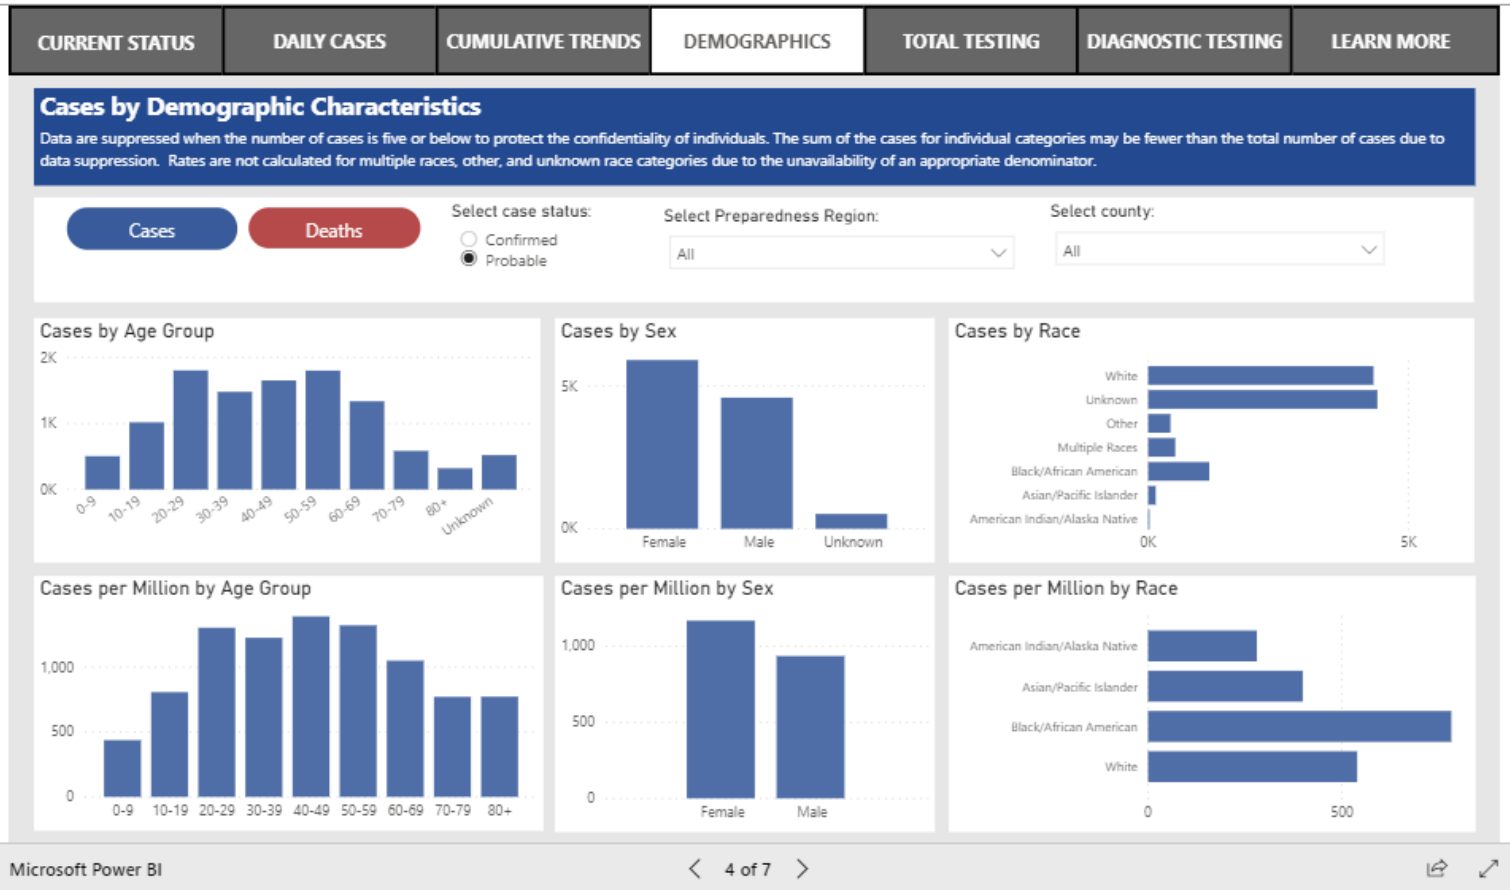 CURRENT STATUS
DAILY CASES
CUMULATIVE TRENDS
DEMOGRAPHICS
TOTAL TESTING
DIAGNOSTIC TESTING
LEARN MORE
Cases by Demographic Characteristics
Data are suppressed when the number of cases is five or below to protect the confidentiality of individuals. The sum of the cases for individual categories may be fewer than the total number of cases due to
data suppression.  Rates are not calculated for multiple races, other, and unknown race categories due to the unavailability of an appropriate denominator.
Cases
Deaths
Select case status:
Confirmed
Probable
Select Preparedness Region:
All
Select county:
All
Cases by Age Group
2K
1K
0K
0-9
10-19
20-29
30-39
40-49
50-59
60-69
70-79
80+
Unknown
Cases by Sex
5K
0K
Female
Male
Unknown
Cases by Race
White
Unknown
Other
Multiple Races
Black/African American
Asian/Pacific Islander
American Indian/Alaska Native
0K
5K
Cases per Million by Age Group
1,000
500
0
0-9
10-19
20-29
30-39
40-49
50-59
60-69
70-79
80+
Cases per Million by Sex
1,000
500
0
Female
Male
Cases per Million by Race
American Indian/Alaska Native
Asian/Pacific Islander
Black/African American
White
0
500
Microsoft Power BI
4 of 7